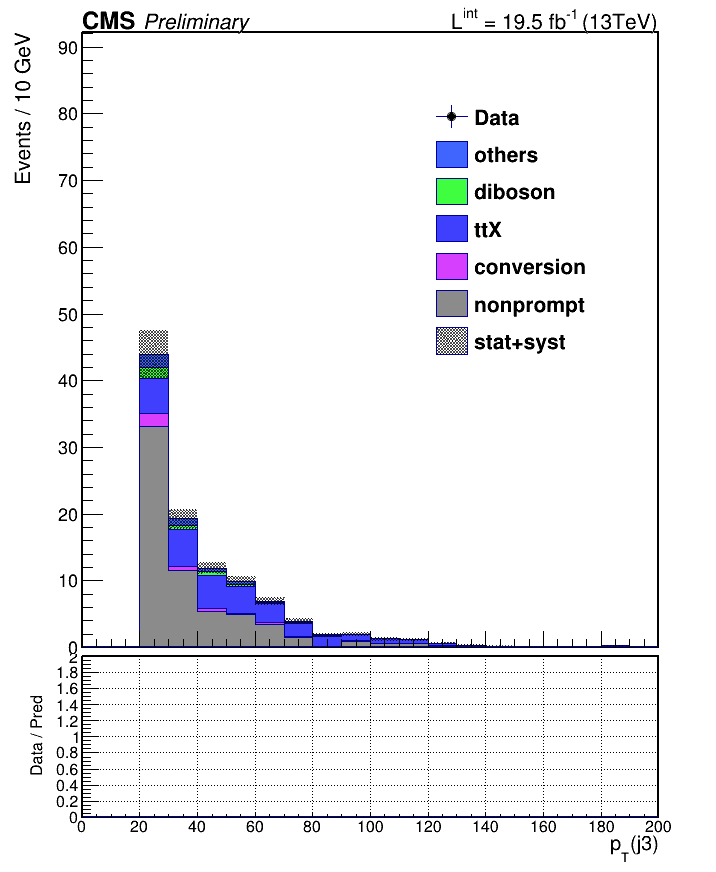 CMS Preliminary L^int = 19.5 fb^-1 (13TeV)
Events / 10 GeV
90
80
70
60
50
40
30
20
10
0
Data
others
diboson
ttX
conversion
nonprompt
stat+syst
Data / Pred
2
1.8
1.6
1.4
1.2
1
0.8
0.6
0.4
0.2
0
0 20 40 60 80 100 120 140 160 180 200
p_T(j3)